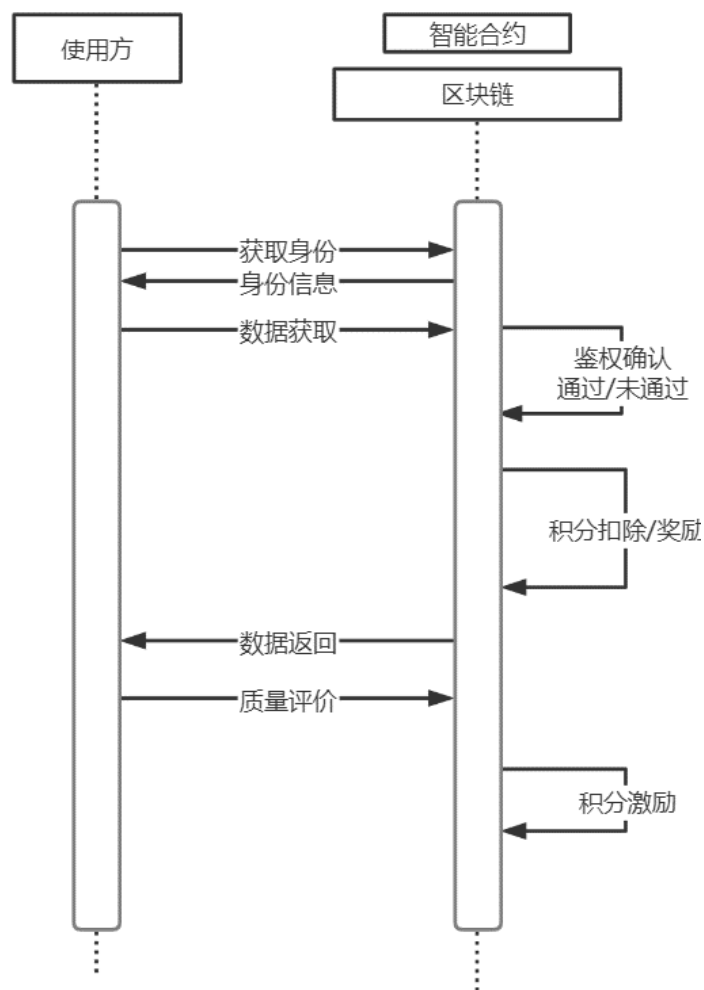 使用方
智能合约
区块链
获取身份
身份信息
数据获取
鉴权确认
通过/未通过
积分扣除/奖励
数据返回
质量评价
积分激励